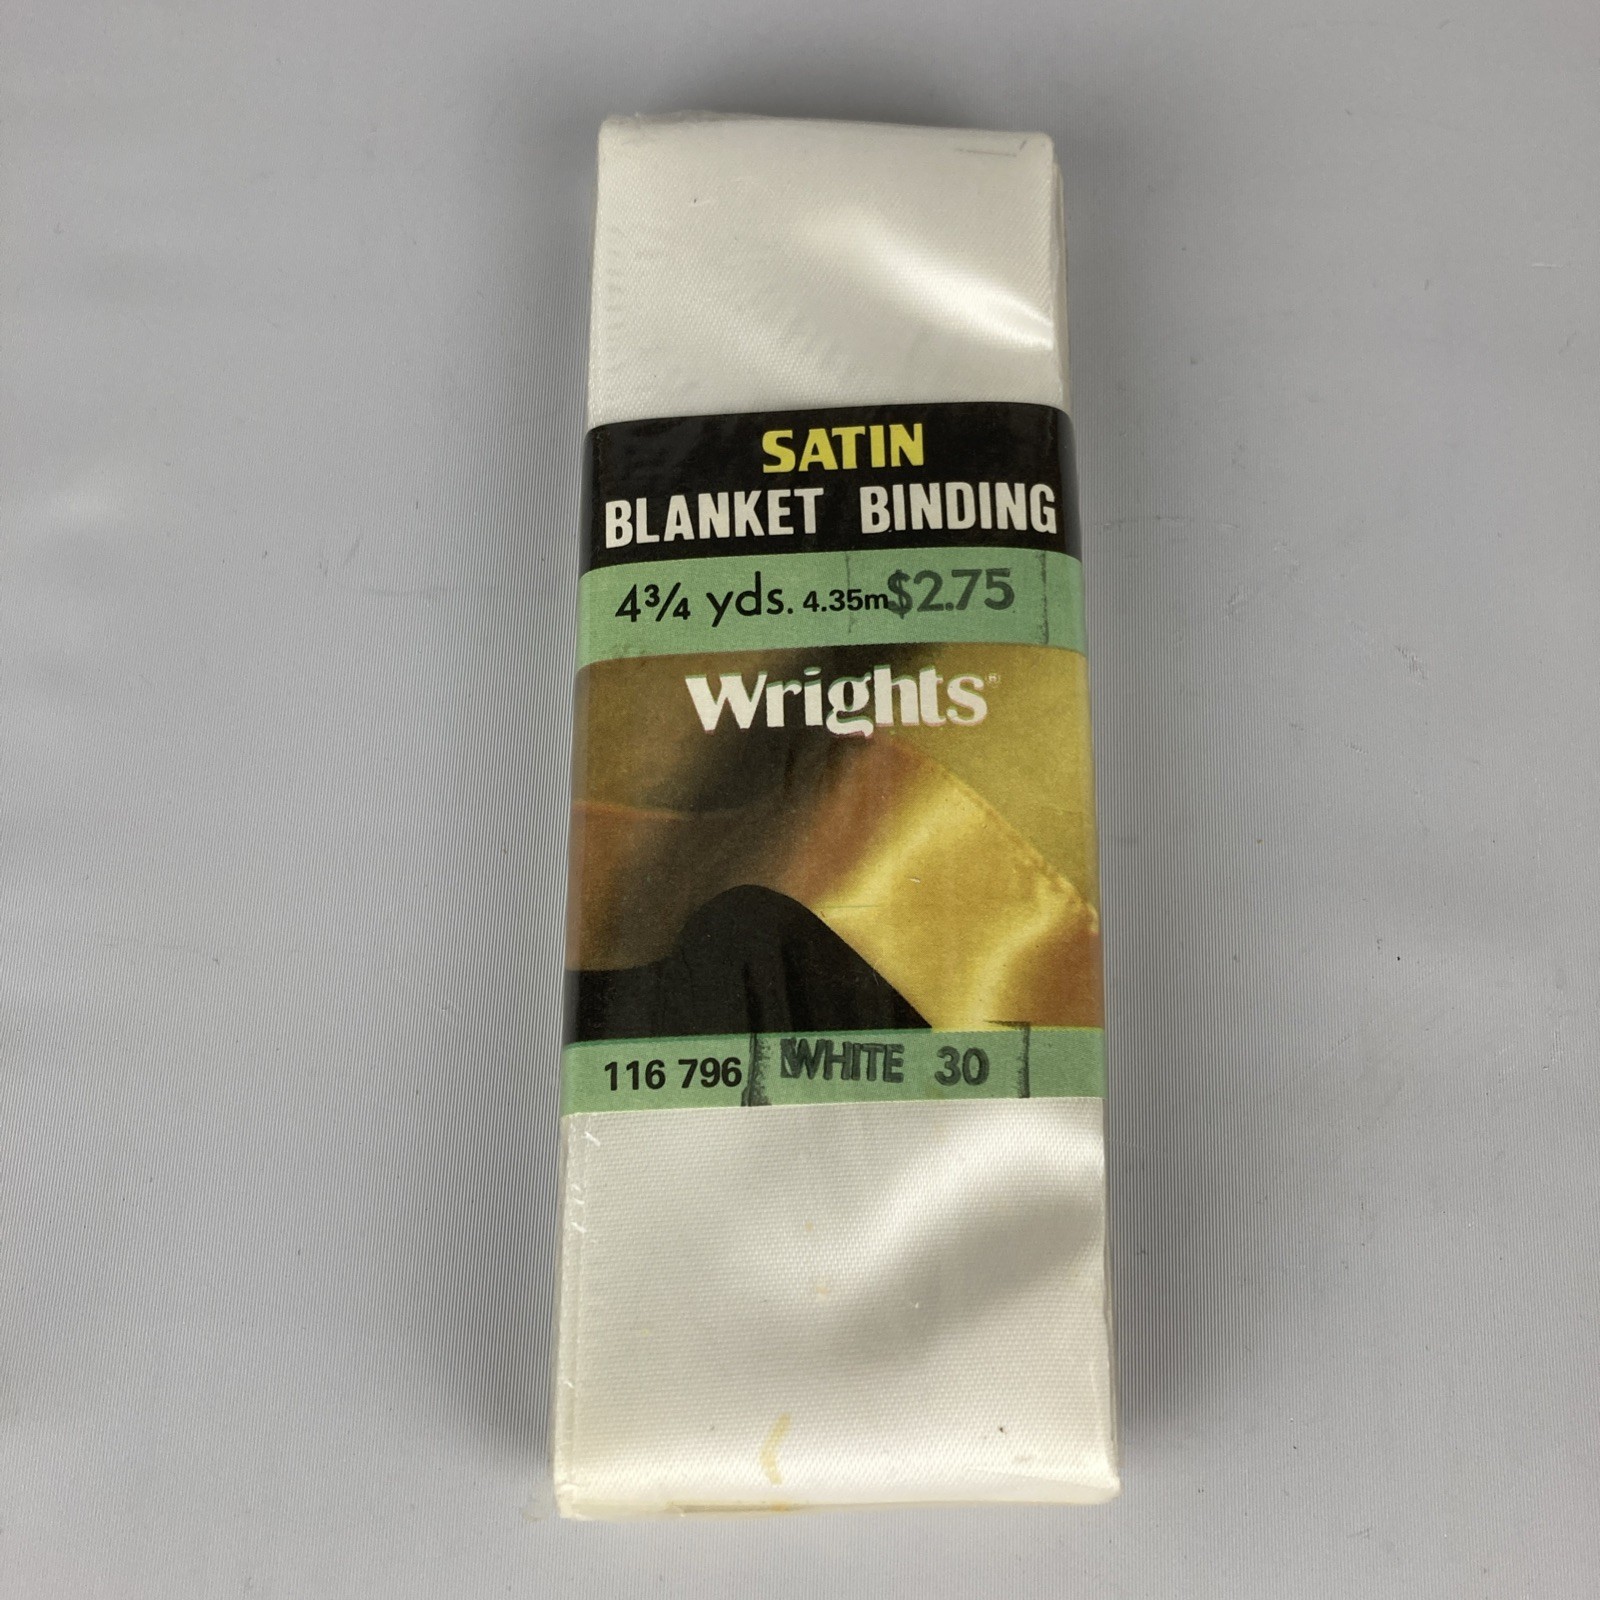 SATIN
BLANKET BINDING
4¾ yds. 4.35m $2.75
Wrights®
116 796 WHITE 30